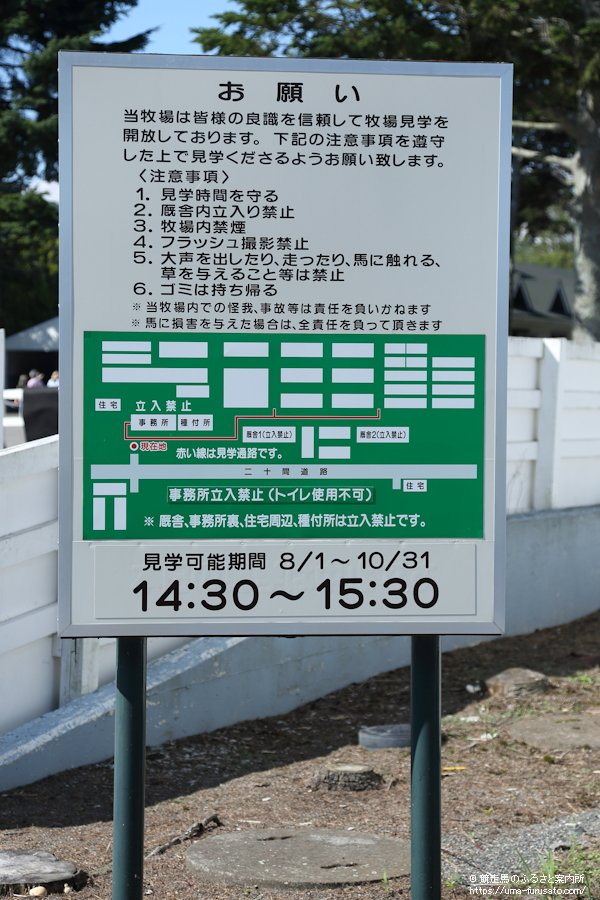 お願い
当牧場は皆様の良識を信頼して牧場見学を
開放しております。下記の注意事項を遵守
した上で見学くださるようお願い致します。
〈注意事項〉
1. 見学時間を守る
2. 厩舎内立入り禁止
3. 牧場内禁煙
4. フラッシュ撮影禁止
5. 大声を出したり、走ったり、馬に触れる、
草を与えること等は禁止
6. ゴミは持ち帰る
※ 当牧場内での怪我、事故等は責任を負いかねます
※ 馬に損害を与えた場合は、全責任を負って頂きます
住宅 立入禁止
事務所 種付所
厩舎1(立入禁止) 厩舎2(立入禁止)
現在地 赤い線は見学通路です。
二十間道路
住宅
事務所立入禁止(トイレ使用不可)
※ 厩舎、事務所裏、住宅周辺、種付所は立入禁止です。
見学可能期間 8/1～10/31
14:30～15:30
© 競走馬のふるさと案内所
https://uma-furusato.com/